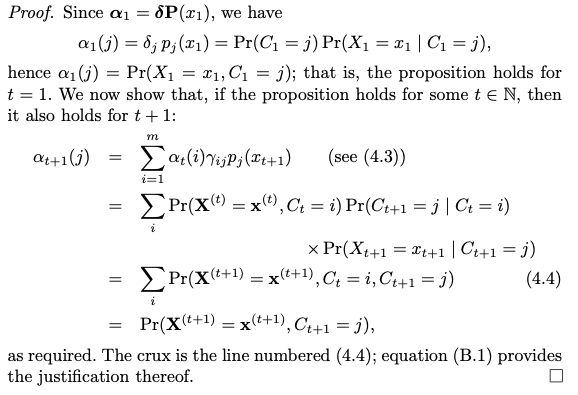 Proof. Since α₁ = δP(x₁), we have
α₁(j) = δⱼ pⱼ(x₁) = Pr(C₁ = j) Pr(X₁ = x₁ | C₁ = j),
hence α₁(j) = Pr(X₁ = x₁, C₁ = j); that is, the proposition holds for
t = 1. We now show that, if the proposition holds for some t ∈ ℕ, then
it also holds for t + 1:
αₜ₊₁(j) = ∑ᵢ₌₁ᵐ αₜ(i)γᵢⱼpⱼ(xₜ₊₁) (see (4.3))
= ∑ᵢ Pr(X⁽ᵗ⁾ = x⁽ᵗ⁾, Cₜ = i) Pr(Cₜ₊₁ = j | Cₜ = i)
× Pr(Xₜ₊₁ = xₜ₊₁ | Cₜ₊₁ = j)
= ∑ᵢ Pr(X⁽ᵗ⁺¹⁾ = x⁽ᵗ⁺¹⁾, Cₜ = i, Cₜ₊₁ = j) (4.4)
= Pr(X⁽ᵗ⁺¹⁾ = x⁽ᵗ⁺¹⁾, Cₜ₊₁ = j),
as required. The crux is the line numbered (4.4); equation (B.1) provides
the justification thereof. □